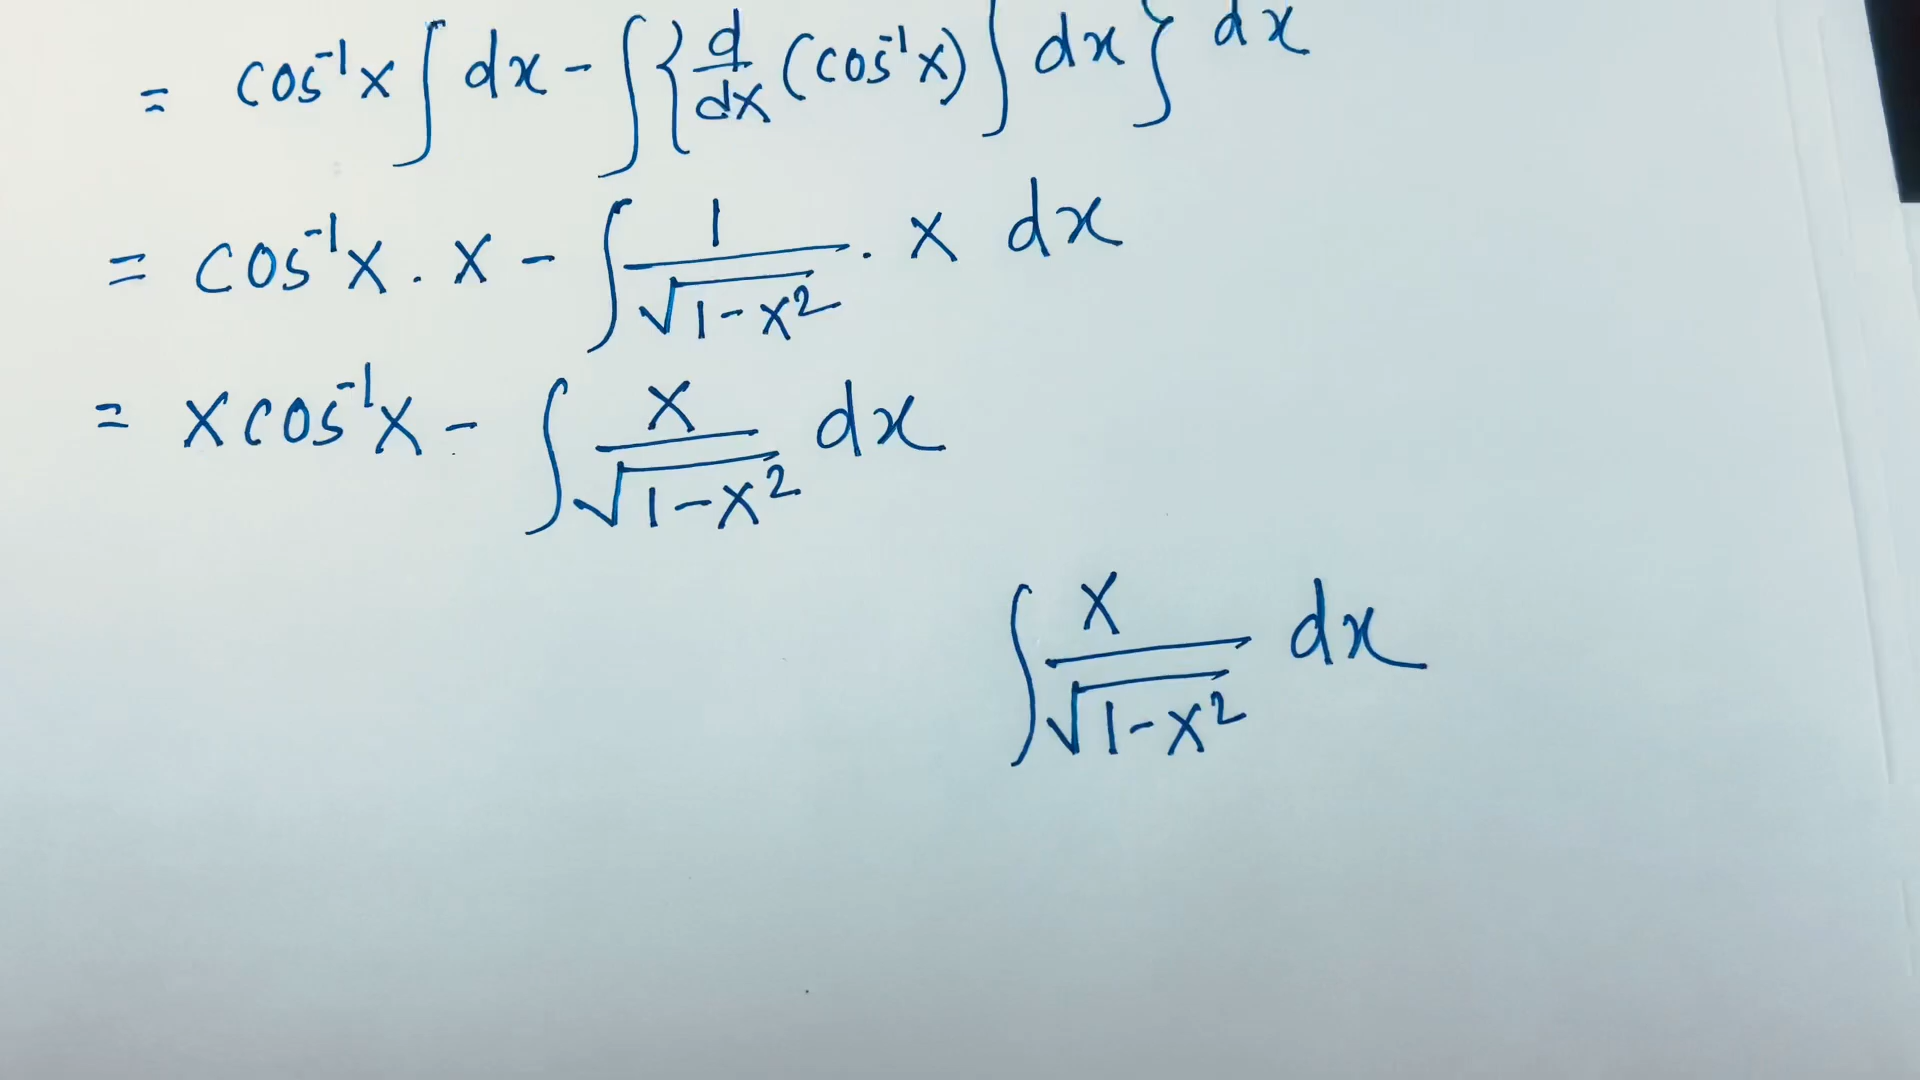 = cos⁻¹x ∫ dx - ∫ { d/dx (cos⁻¹x) ∫ dx } dx
= cos⁻¹x . x - ∫ 1/√(1-x²) . x dx
= x cos⁻¹x - ∫ x/√(1-x²) dx
∫ x/√(1-x²) dx